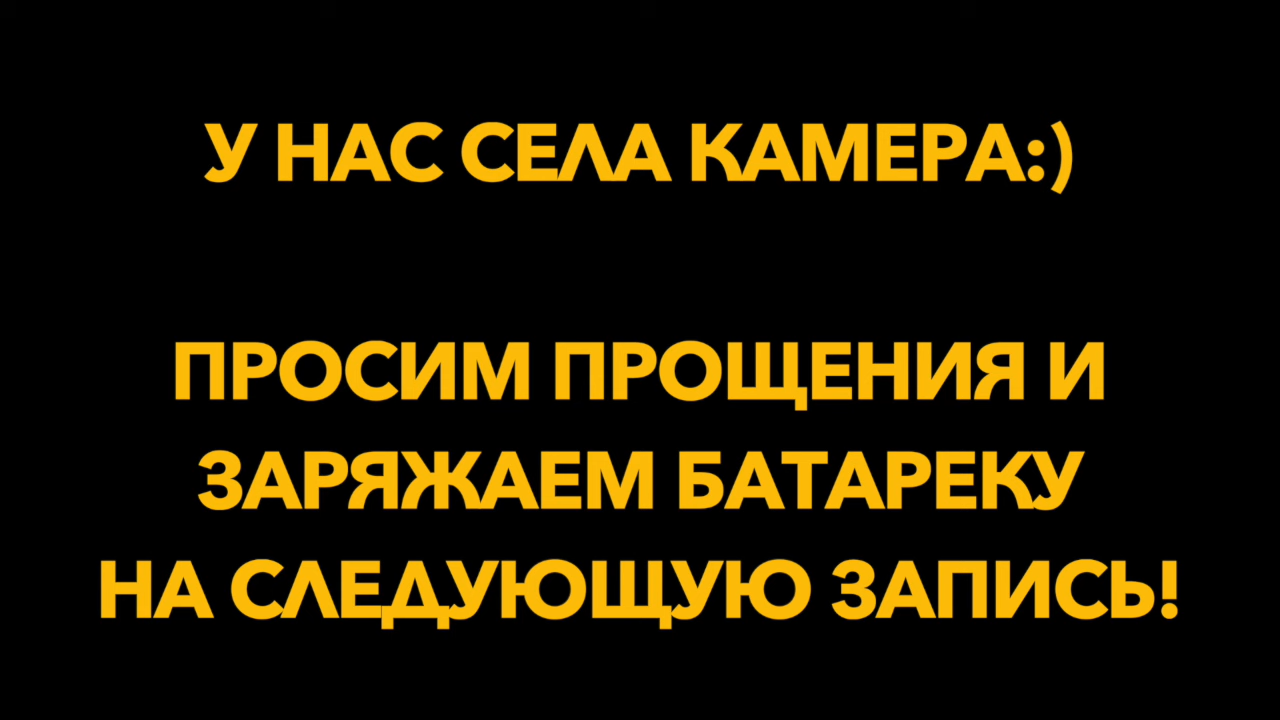 У НАС СЕЛА КАМЕРА:)
ПРОСИМ ПРОЩЕНИЯ И
ЗАРЯЖАЕМ БАТАРЕКУ
НА СЛЕДУЮЩУЮ ЗАПИСЬ!